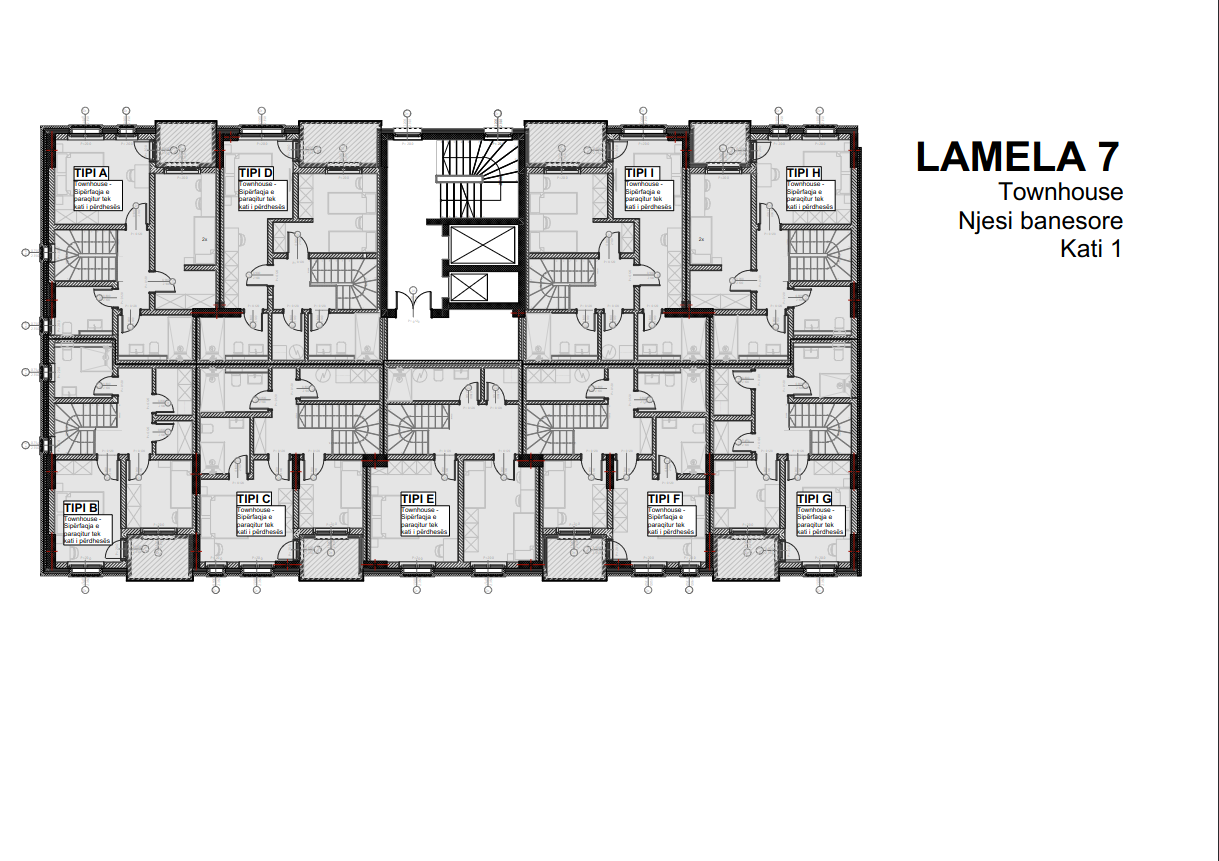 LAMELA 7
Townhouse
Njesi banesore
Kati 1
TIPI A
Townhouse -
Sipërfaqja e
paraqitur tek
kati i përdhesës
TIPI D
Townhouse -
Sipërfaqja e
paraqitur tek
kati i përdhesës
TIPI I
Townhouse -
Sipërfaqja e
paraqitur tek
kati i përdhesës
TIPI H
Townhouse -
Sipërfaqja e
paraqitur tek
kati i përdhesës
2x
2x
TIPI B
Townhouse -
Sipërfaqja e
paraqitur tek
kati i përdhesës
TIPI C
Townhouse -
Sipërfaqja e
paraqitur tek
kati i përdhesës
TIPI E
Townhouse -
Sipërfaqja e
paraqitur tek
kati i përdhesës
TIPI F
Townhouse -
Sipërfaqja e
paraqitur tek
kati i përdhesës
TIPI G
Townhouse -
Sipërfaqja e
paraqitur tek
kati i përdhesës